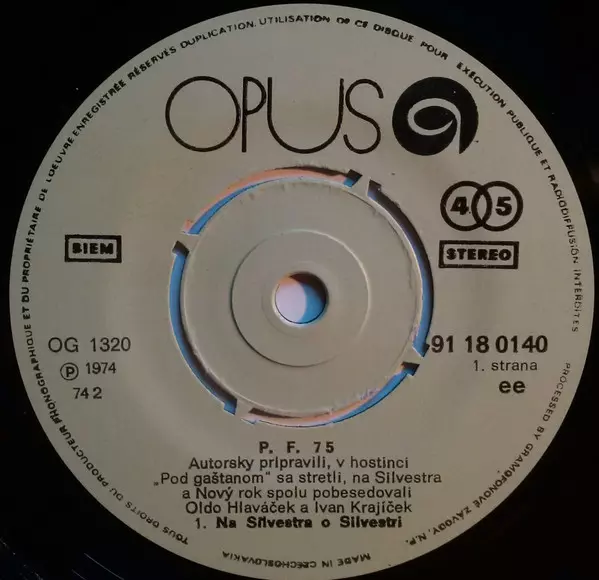 TOUS DROITS DU PRODUCTEUR PHONOGRAPHIQUE ET DU PROPRIÉTAIRE DE L'OEUVRE ENREGISTRÉE RÉSERVÉS DUPLICATION. UTILISATION DE CE DISQUE POUR EXÉCUTION PUBLIQUE ET RADIODIFFUSION INTERDITES
PROCESSED BY GRAMOFONOVÉ ZÁVODY, N.P.
OPUS
45
BIEM
STEREO
OG 1320
91 18 0140
Ⓟ 1974
1. strana
74 2
ee
P. F. 75
Autorsky pripravili, v hostinci
„Pod gaštanom" sa stretli, na Silvestra
a Nový rok spolu pobesedovali
Oldo Hlaváček a Ivan Krajíček
1. Na Silvestra o Silvestri
MADE IN CZECHOSLOVAKIA